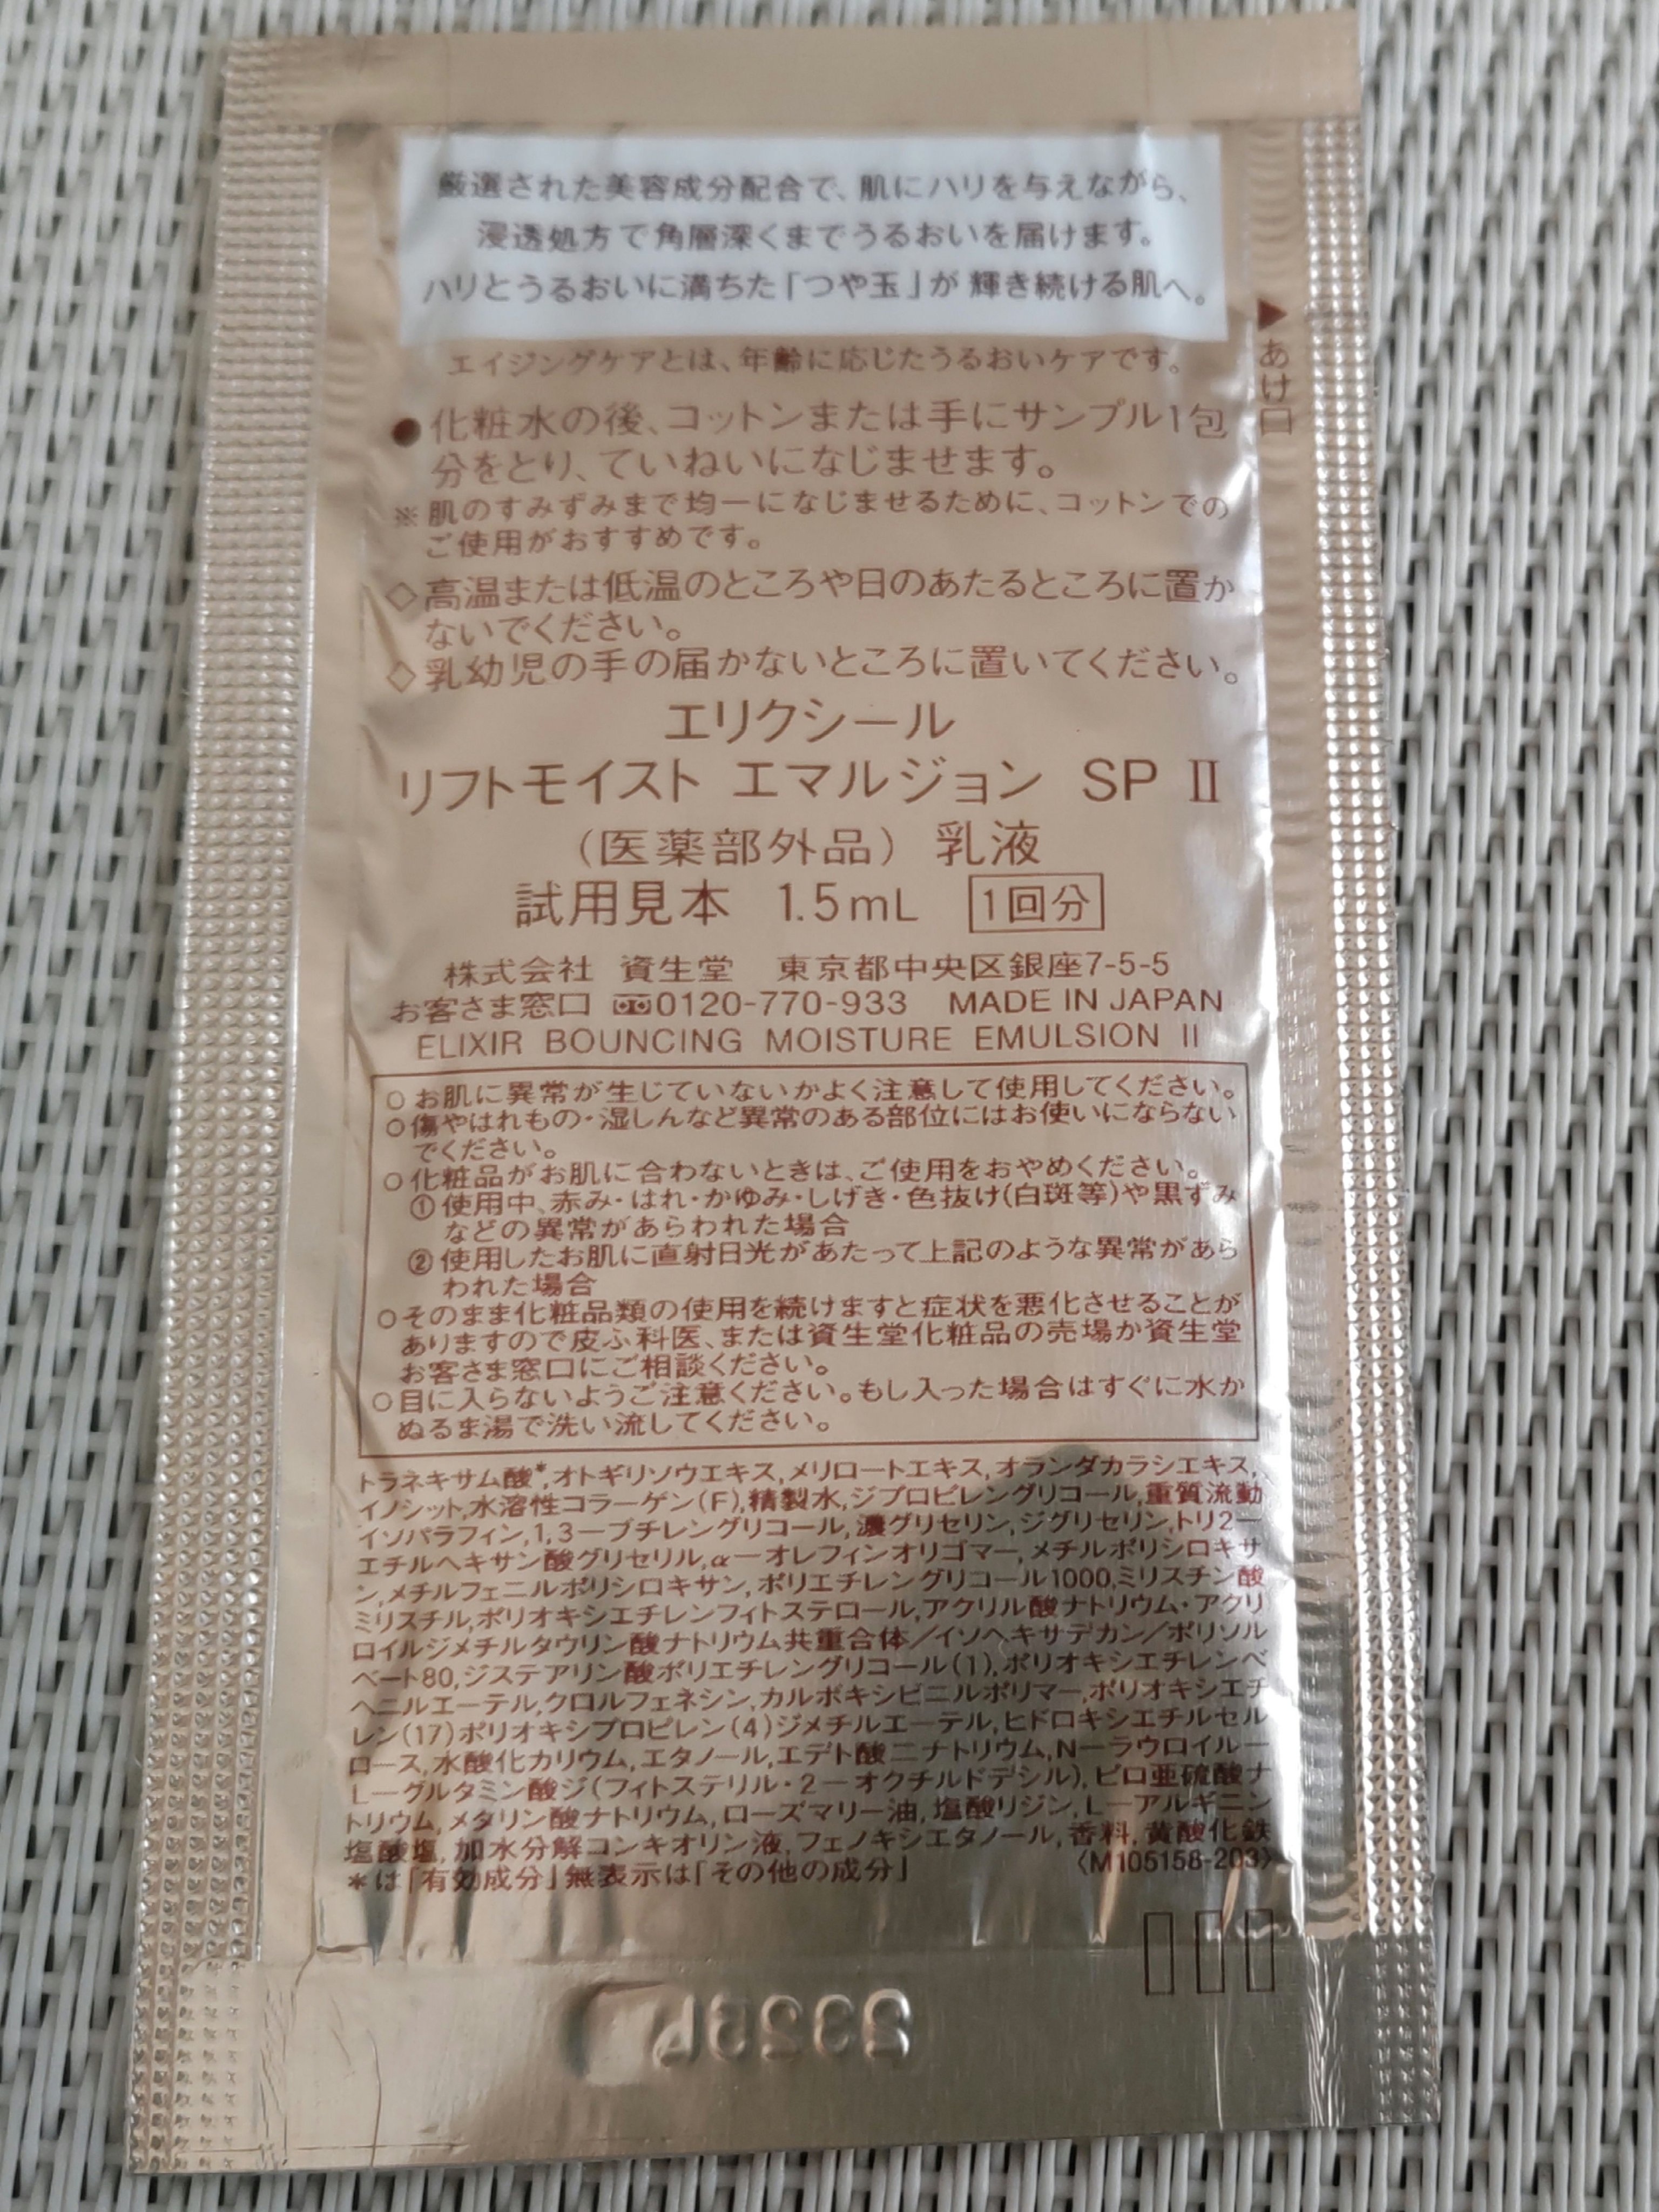 厳選された美容成分配合で、肌にハリを与えながら、
浸透処方で角層深くまでうるおいを届けます。
ハリとうるおいに満ちた「つや玉」が輝き続ける肌へ。
エイジングケアとは、年齢に応じたうるおいケアです。
▶あけ口
●化粧水の後、コットンまたは手にサンプル1包
分をとり、ていねいになじませます。
※肌のすみずみまで均一になじませるために、コットンでの
ご使用がおすすめです。
◇高温または低温のところや日のあたるところに置か
ないでください。
◇乳幼児の手の届かないところに置いてください。
エリクシール
リフトモイスト エマルジョン SP Ⅱ
（医薬部外品）乳液
試用見本 1.5mL 1回分
株式会社 資生堂 東京都中央区銀座7-5-5
お客さま窓口 0120-770-933 MADE IN JAPAN
ELIXIR BOUNCING MOISTURE EMULSION II
○お肌に異常が生じていないかよく注意して使用してください。
○傷やはれもの・湿しんなど異常のある部位にはお使いにならない
でください。
○化粧品がお肌に合わないときは、ご使用をおやめください。
①使用中、赤み・はれ・かゆみ・しげき・色抜け(白斑等)や黒ずみ
などの異常があらわれた場合
②使用したお肌に直射日光があたって上記のような異常があら
われた場合
○そのまま化粧品類の使用を続けますと症状を悪化させることが
ありますので皮ふ科医、または資生堂化粧品の売場か資生堂
お客さま窓口にご相談ください。
○目に入らないようご注意ください。もし入った場合はすぐに水か
ぬるま湯で洗い流してください。
トラネキサム酸*,オトギリソウエキス,メリロートエキス,オランダカラシエキス,
イノシット,水溶性コラーゲン(F),精製水,ジプロピレングリコール,重質流動
イソパラフィン,1,3－ブチレングリコール,濃グリセリン,ジグリセリン,トリ2－
エチルヘキサン酸グリセリル,α－オレフィンオリゴマー,メチルポリシロキサ
ン,メチルフェニルポリシロキサン,ポリエチレングリコール1000,ミリスチン酸
ミリスチル,ポリオキシエチレンフィトステロール,アクリル酸ナトリウム・アクリ
ロイルジメチルタウリン酸ナトリウム共重合体／イソヘキサデカン／ポリソル
ベート80,ジステアリン酸ポリエチレングリコール(1),ポリオキシエチレンベ
ヘニルエーテル,クロルフェネシン,カルボキシビニルポリマー,ポリオキシエチ
レン(17)ポリオキシプロピレン(4)ジメチルエーテル,ヒドロキシエチルセル
ロース,水酸化カリウム,エタノール,エデト酸二ナトリウム,N－ラウロイル－
L－グルタミン酸ジ(フィトステリル・2－オクチルドデシル),ピロ亜硫酸ナ
トリウム,メタリン酸ナトリウム,ローズマリー油,塩酸リジン,L－アルギニン
塩酸塩,加水分解コンキオリン液,フェノキシエタノール,香料,黄酸化鉄
*は「有効成分」無表示は「その他の成分」 〈M105158-203〉